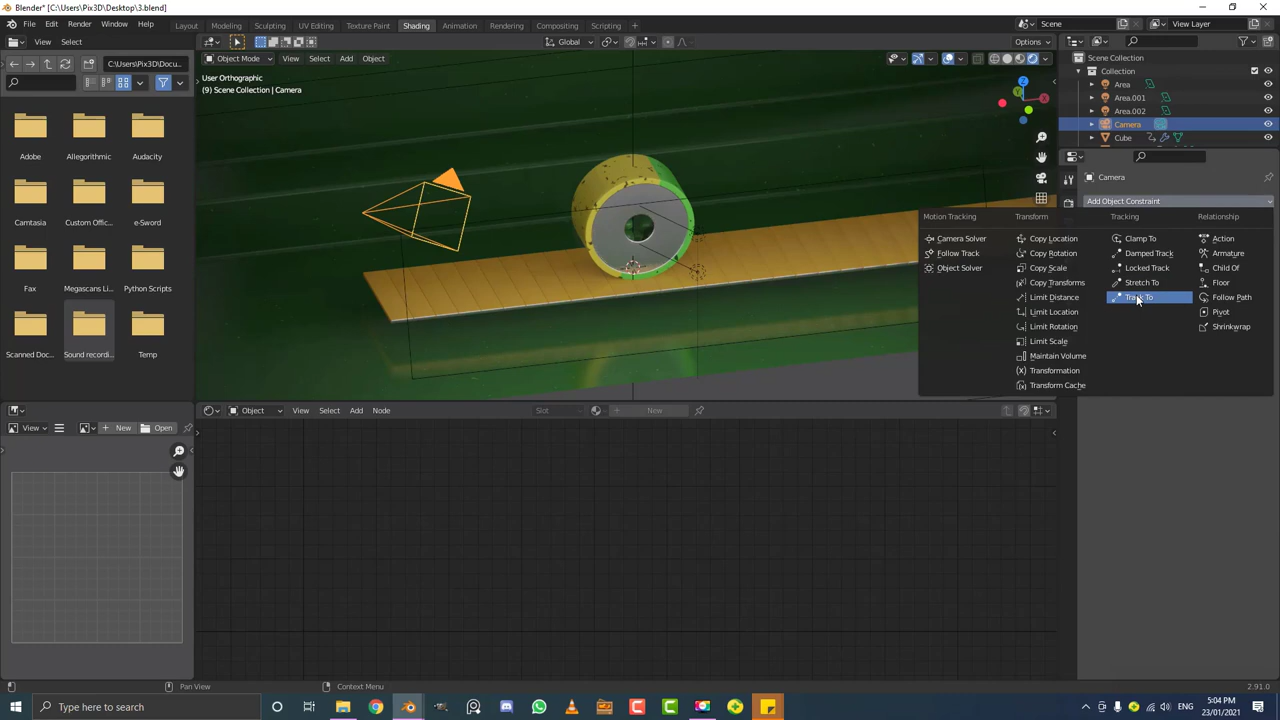 Blender* [C:\Users\Pix3D\Desktop\3.blend]
File Edit Render Window Help
Layout Modeling Sculpting UV Editing Texture Paint Shading Animation Rendering Compositing Scripting
Scene View Layer
View Select
Global
Options
C:\Users\Pix3D\Docu...
Object Mode View Select Add Object
User Orthographic
(9) Scene Collection | Camera
Scene Collection
Collection
Area
Area.001
Area.002
Camera
Cube
Camera
Add Object Constraint
Adobe Allegorithmic Audacity
Camtasia Custom Offic... e-Sword
Fax Megascans Li... Python Scripts
Scanned Doc... Sound recordi... Temp
Motion Tracking
Camera Solver
Follow Track
Object Solver
Transform
Copy Location
Copy Rotation
Copy Scale
Copy Transforms
Limit Distance
Limit Location
Limit Rotation
Limit Scale
Maintain Volume
Transformation
Transform Cache
Tracking
Clamp To
Damped Track
Locked Track
Stretch To
Track To
Relationship
Action
Armature
Child Of
Floor
Follow Path
Pivot
Shrinkwrap
View New Open
Object View Select Add Node Slot New
Pan View Context Menu 2.91.0
Type here to search
ENG
5:04 PM
23/01/2021
X
Y
Z